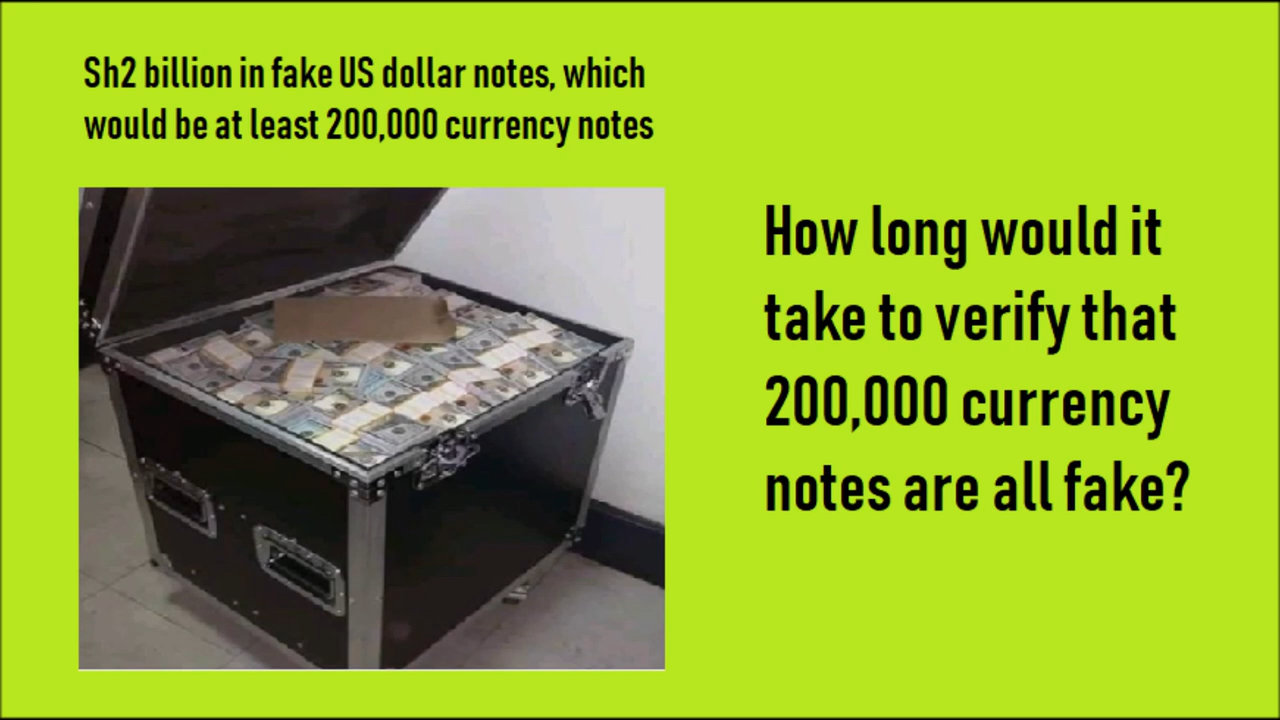 Sh2 billion in fake US dollar notes, which
would be at least 200,000 currency notes
How long would it
take to verify that
200,000 currency
notes are all fake?